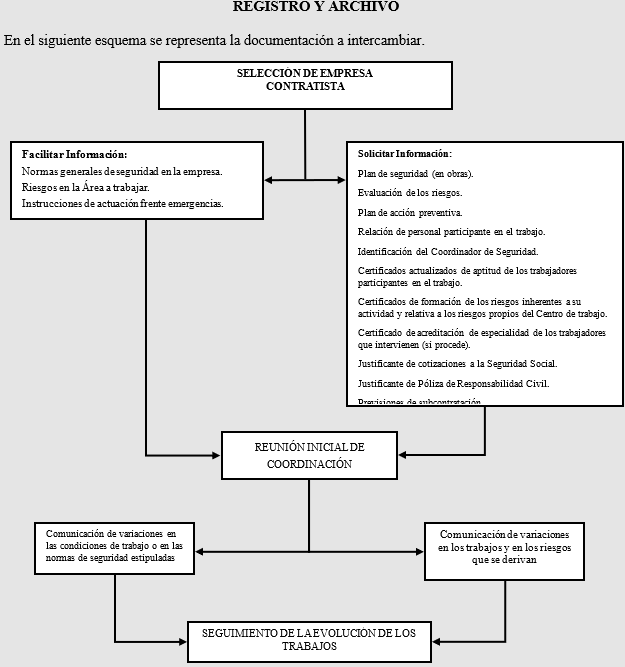 REGISTRO Y ARCHIVO
En el siguiente esquema se representa la documentación a intercambiar.
SELECCIÓN DE EMPRESA
CONTRATISTA
Facilitar Información:
Normas generales de seguridad en la empresa.
Riesgos en la Área a trabajar.
Instrucciones de actuación frente emergencias.
Solicitar Información:
Plan de seguridad (en obras).
Evaluación de los riesgos.
Plan de acción preventiva.
Relación de personal participante en el trabajo.
Identificación del Coordinador de Seguridad.
Certificados actualizados de aptitud de los trabajadores
participantes en el trabajo.
Certificados de formación de los riesgos inherentes a su
actividad y relativa a los riesgos propios del Centro de trabajo.
Certificado de acreditación de especialidad de los trabajadores
que intervienen (si procede).
Justificante de cotizaciones a la Seguridad Social.
Justificante de Póliza de Responsabilidad Civil.
Previsiones de subcontratación
REUNIÓN INICIAL DE
COORDINACIÓN
Comunicación de variaciones en
las condiciones de trabajo o en las
normas de seguridad estipuladas
Comunicación de variaciones
en los trabajos y en los riesgos
que se derivan
SEGUIMIENTO DE LA EVOLUCIÓN DE LOS
TRABAJOS